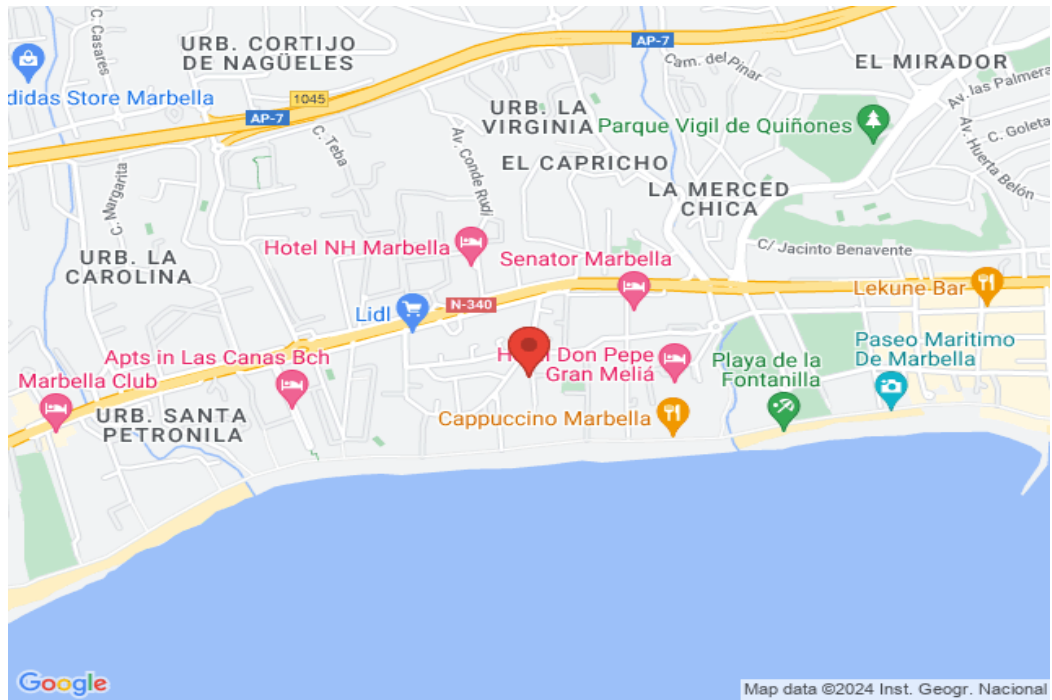 URB. CORTIJO
DE NAGÜELES
C. Casares
didas Store Marbella
1045
AP-7
AP-7
Cam. del Pinar
EL MIRADOR
Av. las Palmera
URB. LA
VIRGINIA
Parque Vigil de Quiñones
C. Goleta
Av. Huerta Belón
C. Teba
Av. Conde Rudi
EL CAPRICHO
LA MERCED
CHICA
C. Margarita
URB. LA
CAROLINA
Hotel NH Marbella
Senator Marbella
C/ Jacinto Benavente
Lekune Bar
N-340
Lidl
Apts in Las Canas Bch
Marbella Club
Don Pepe
Gran Meliá
Playa de la
Fontanilla
Paseo Maritimo
De Marbella
URB. SANTA
PETRONILA
Cappuccino Marbella
Google
Map data ©2024 Inst. Geogr. Nacional